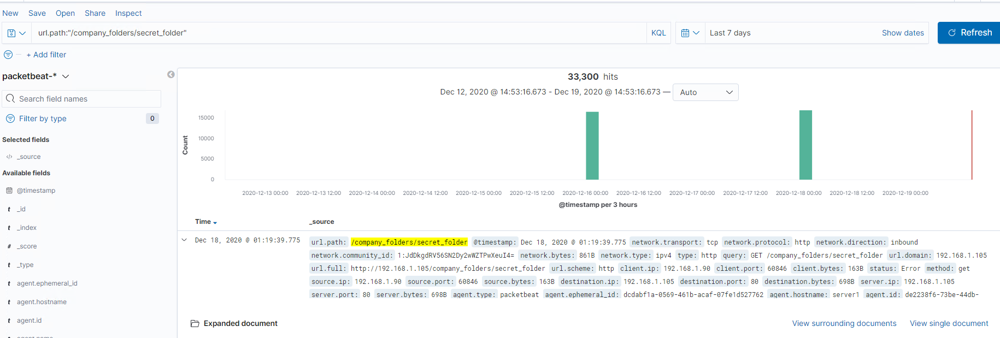 New Save Open Share Inspect
url.path:"/company_folders/secret_folder" KQL Last 7 days Show dates Refresh
+ Add filter
packetbeat-*
Search field names
Filter by type 0
Selected fields
_source
Available fields
@timestamp
t _id
t _index
# _score
t _type
t agent.ephemeral_id
t agent.hostname
t agent.id
t agent.name
33,300 hits
Dec 12, 2020 @ 14:53:16.673 - Dec 19, 2020 @ 14:53:16.673 — Auto
Count
15000
10000
5000
0
2020-12-13 00:00 2020-12-13 12:00 2020-12-14 00:00 2020-12-14 12:00 2020-12-15 00:00 2020-12-15 12:00 2020-12-16 00:00 2020-12-16 12:00 2020-12-17 00:00 2020-12-17 12:00 2020-12-18 00:00 2020-12-18 12:00 2020-12-19 00:00
@timestamp per 3 hours
Time _source
Dec 18, 2020 @ 01:19:39.775 url.path: /company_folders/secret_folder @timestamp: Dec 18, 2020 @ 01:19:39.775 network.transport: tcp network.protocol: http network.direction: inbound
network.community_id: 1:JdDkgdRV56SN2Dy2wWZTPwXeuI4= network.bytes: 861B network.type: ipv4 type: http query: GET /company_folders/secret_folder url.domain: 192.168.1.105
url.full: http://192.168.1.105/company_folders/secret_folder url.scheme: http client.ip: 192.168.1.90 client.port: 60846 client.bytes: 163B status: Error method: get
source.ip: 192.168.1.90 source.port: 60846 source.bytes: 163B destination.ip: 192.168.1.105 destination.port: 80 destination.bytes: 698B server.ip: 192.168.1.105
server.port: 80 server.bytes: 698B agent.type: packetbeat agent.ephemeral_id: dcdabf1a-0569-461b-acaf-07fe1d527762 agent.hostname: server1 agent.id: de2238f6-73be-44db-
Expanded document View surrounding documents View single document